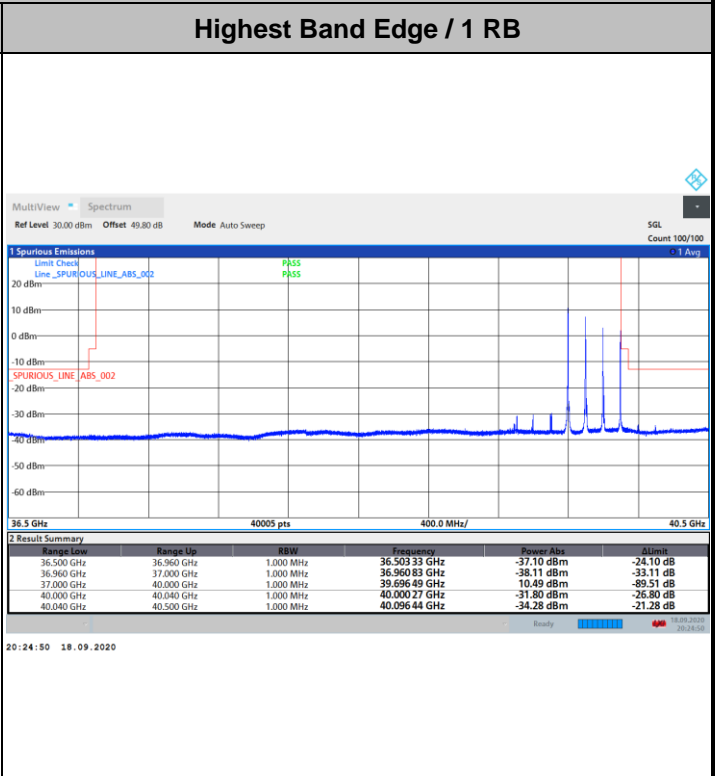 Highest Band Edge / 1 RB
MultiView Spectrum
Ref Level 30.00 dBm Offset 49.80 dB Mode Auto Sweep SGL
Count 100/100
1 Spurious Emissions 1 Avg
Limit Check PASS
Line _SPURIOUS_LINE_ABS_002 PASS
20 dBm
10 dBm
0 dBm
-10 dBm
_SPURIOUS_LINE_ABS_002
-20 dBm
-30 dBm
-40 dBm
-50 dBm
-60 dBm
36.5 GHz 40005 pts 400.0 MHz/ 40.5 GHz
2 Result Summary
Range Low Range Up RBW Frequency Power Abs ΔLimit
36.500 GHz 36.960 GHz 1.000 MHz 36.503 33 GHz -37.10 dBm -24.10 dB
36.960 GHz 37.000 GHz 1.000 MHz 36.960 83 GHz -38.11 dBm -33.11 dB
37.000 GHz 40.000 GHz 1.000 MHz 39.696 49 GHz 10.49 dBm -89.51 dB
40.000 GHz 40.040 GHz 1.000 MHz 40.000 27 GHz -31.80 dBm -26.80 dB
40.040 GHz 40.500 GHz 1.000 MHz 40.096 44 GHz -34.28 dBm -21.28 dB
Ready 18.09.2020
20:24:50
20:24:50 18.09.2020